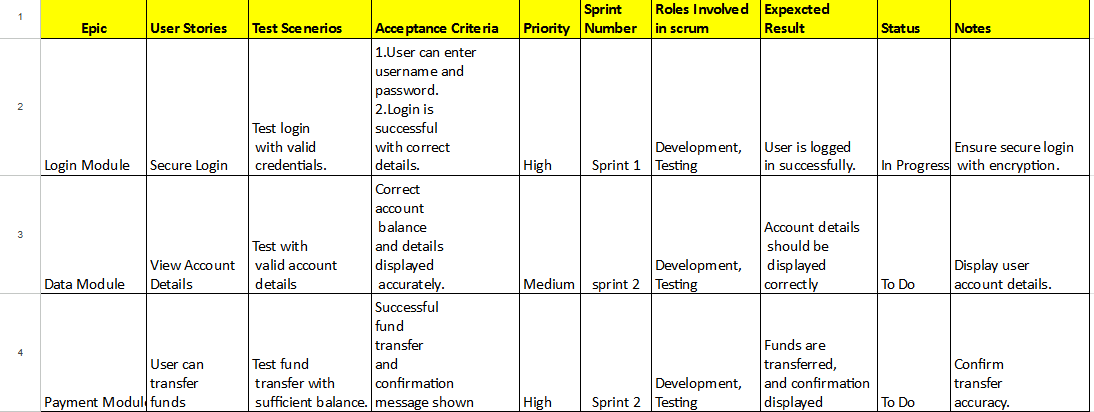 1
Epic
User Stories
Test Scenerios
Acceptance Criteria
Priority
Sprint
Number
Roles Involved
in scrum
Expexcted
Result
Status
Notes
2
Login Module
Secure Login
Test login
with valid
credentials.
1.User can enter
username and
password.
2.Login is
successful
with correct
details.
High
Sprint 1
Development,
Testing
User is logged
in successfully.
In Progress
Ensure secure login
with encryption.
3
Data Module
View Account
Details
Test with
valid account
details
Correct
account
balance
and details
displayed
accurately.
Medium
sprint 2
Development,
Testing
Account details
should be
displayed
correctly
To Do
Display user
account details.
4
Payment Modul
User can
transfer
funds
Test fund
transfer with
sufficient balance.
Successful
fund
transfer
and
confirmation
message shown
High
Sprint 2
Development,
Testing
Funds are
transferred,
and confirmation
displayed
To Do
Confirm
transfer
accuracy.